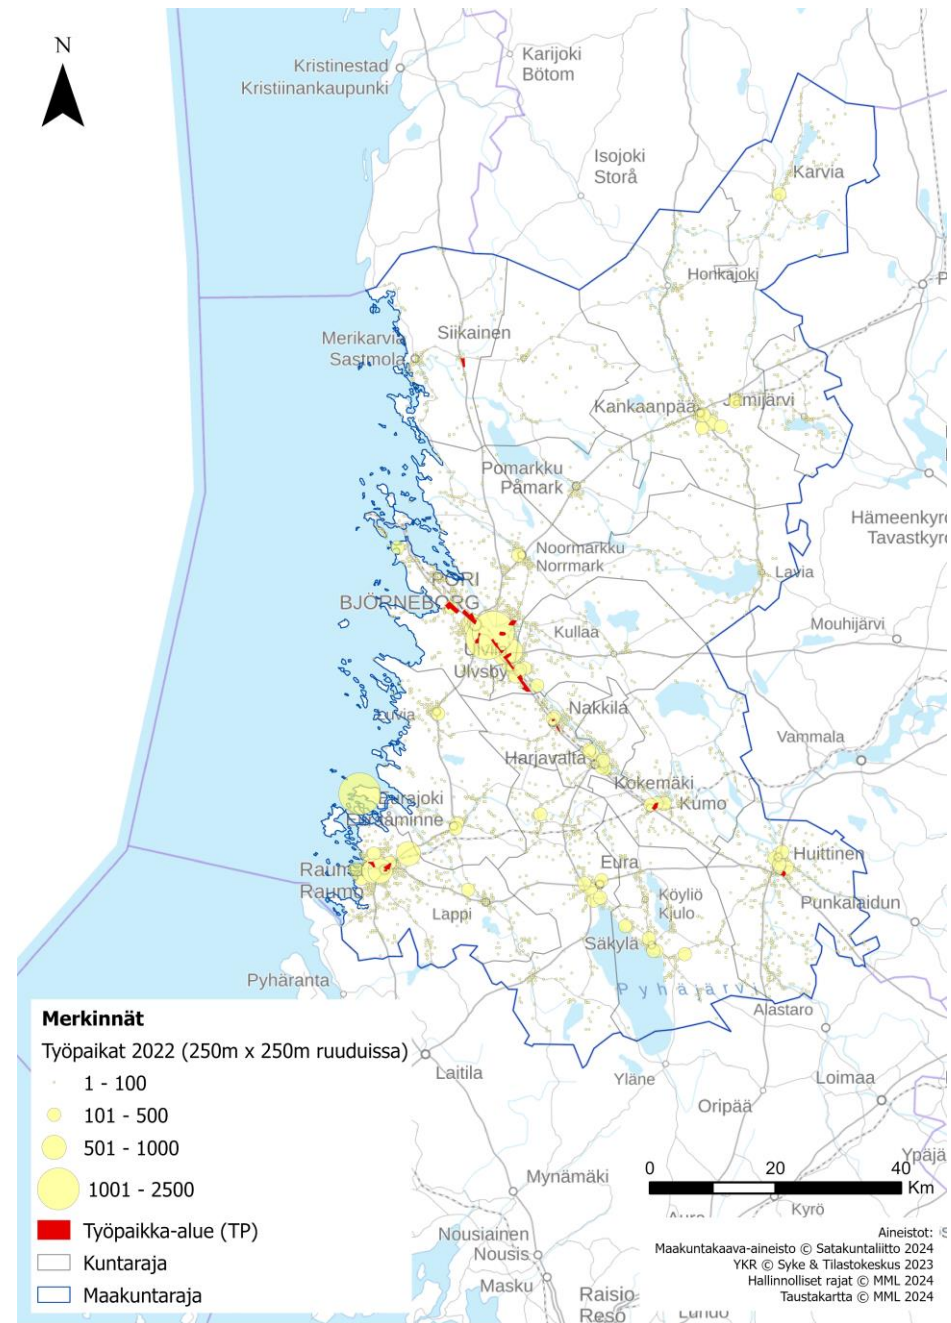 N
Karijoki
Bötom
Kristinestad
Kristiinankaupunki
Isojoki
Storå
Karvia
Honkajoki
Siikainen
Merikarvia
Sastmola
Kankaanpää
Jämijärvi
Pomarkku
Påmark
Hämeenkyrö
Tavastkyro
Noormarkku
Norrmark
Lavia
PORI
BJÖRNEBORG
Kullaa
Mouhijärvi
Ulvsby
Nakkila
Luvia
Vammala
Harjavalta
Kokemäki
Kumo
Eurajoki
Huittinen
Eura
Rauma
Raumo
Köyliö
Kjulo
Punkalaidun
Lappi
Säkylä
Pyhäranta
Pyhäjärvi
Alastaro
Merkinnät
Työpaikat 2022 (250m x 250m ruuduissa)
1 - 100
101 - 500
501 - 1000
1001 - 2500
Työpaikka-alue (TP)
Kuntaraja
Maakuntaraja
Laitila
Yläne
Loimaa
Oripää
Ypäjä
0 20 40
Km
Mynämäki
Kyrö
Aura
Nousiainen
Nousis
Masku
Raisio
Reso
Aineistot:
Maakuntakaava-aineisto © Satakuntaliitto 2024
YKR © Syke & Tilastokeskus 2023
Hallinnolliset rajat © MML 2024
Taustakartta © MML 2024